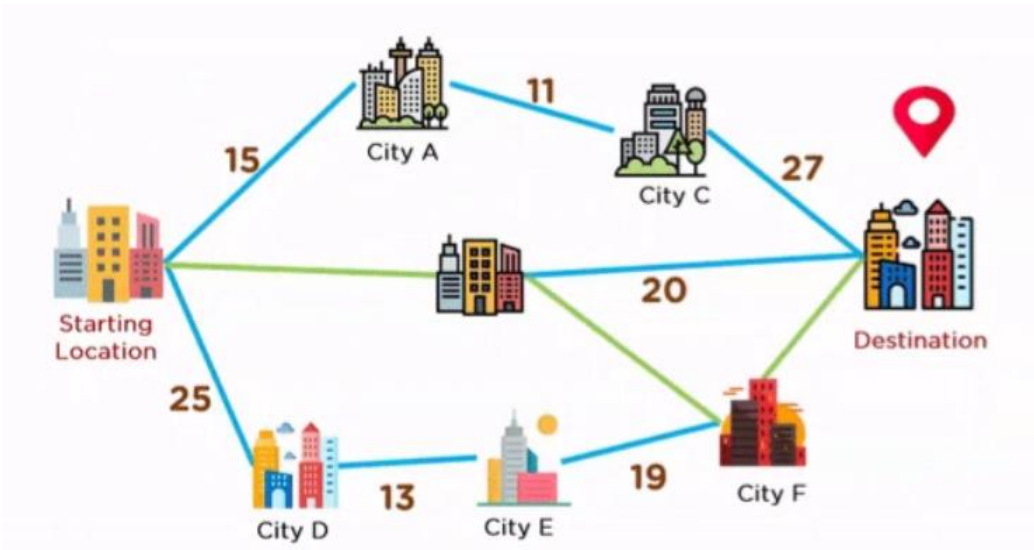 11
City A
15
City C
27
Starting
Location
20
Destination
25
City D
13
City E
19
City F